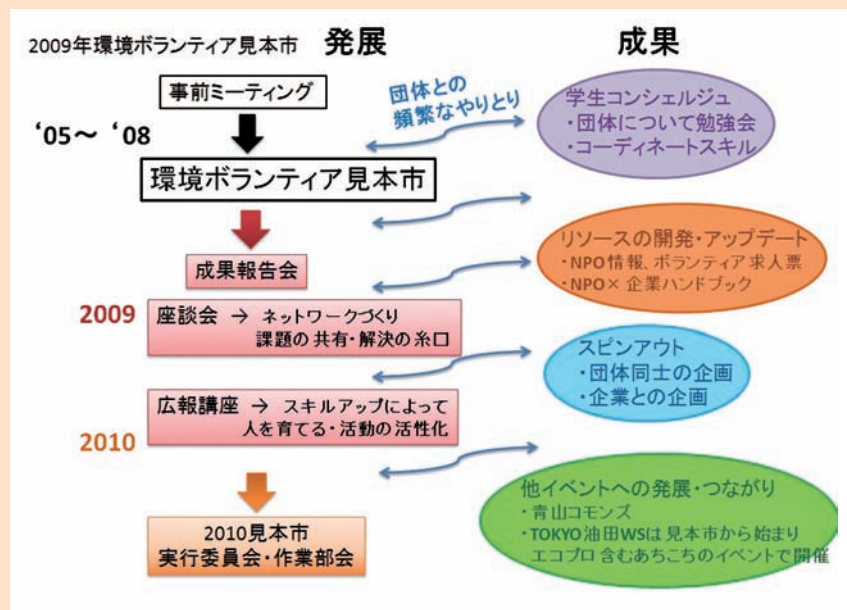 2009年環境ボランティア見本市 発展
成果
事前ミーティング
'05～ '08
環境ボランティア見本市
成果報告会
2009
座談会 → ネットワークづくり
課題の共有・解決の糸口
広報講座 → スキルアップによって
人を育てる・活動の活性化
2010
2010見本市
実行委員会・作業部会
団体との
頻繁なやりとり
学生コンシェルジュ
・団体について勉強会
・コーディネートスキル
リソースの開発・アップデート
・NPO情報、ボランティア求人票
・NPO×企業ハンドブック
スピンアウト
・団体同士の企画
・企業との企画
他イベントへの発展・つながり
・青山コモンズ
・TOKYO油田WSは見本市から始まり
エコプロ含むあちこちのイベントで開催